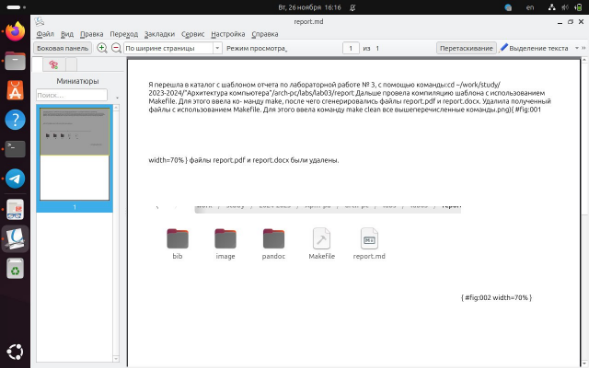 Вт, 26 ноября 16:16
en
report.md
Файл Вид Правка Переход Закладки Сервис Настройка Справка
Боковая панель По ширине страницы Режим просмотра 1 из 1 Перетаскивание Выделение текста
Миниатюры
Поиск...
1
Я перешла в каталог с шаблоном отчета по лабораторной работе № 3, с помощью команды:cd ~/work/study/
2023-2024/"Архитектура компьютера"/arch-pc/labs/lab03/report Дальше провела компиляцию шаблона с использованием
Makefile. Для этого ввела ко- манду make, после чего сгенерировались файлы report.pdf и report.docx. Удалила полученный
файлы с использованием Makefile. Для этого ввела команду make clean все вышеперечисленные команды.png){ #fig:001
width=70% } файлы report.pdf и report.docx были удалены.
bib image pandoc Makefile report.md
{ #fig:002 width=70% }